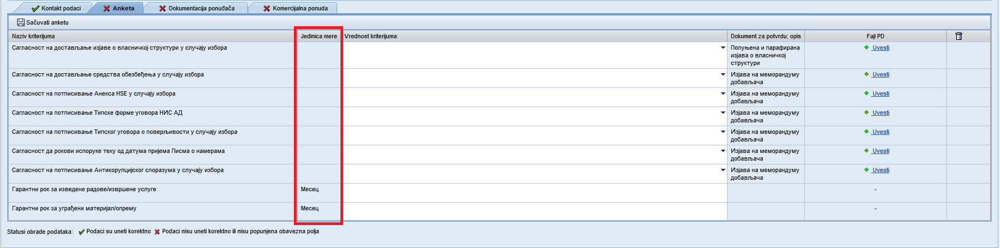 Kontakt podaci
Anketa
Dokumentacija ponuđača
Komercijalna ponuda
Sačuvati anketu
Naziv kriterijuma Jedinica mere Vrednost kriterijuma Dokument za potvrdu: opis Fajl PD
Сагласност на достављање изјаве о власничкој структури у случају избора Попуњена и парафирана Uvesti
изјава о власничкој
структури
Сагласност на достављање средства обезбеђења у случају избора Изјава на меморандуму Uvesti
добављача
Сагласност на потписивање Анекса HSE у случају избора Изјава на меморандуму Uvesti
добављача
Сагласност на потписивање Типске форме уговора НИС АД Изјава на меморандуму Uvesti
добављача
Сагласност на потписивање Типског уговора о поверљивости у случају избора Изјава на меморандуму Uvesti
добављача
Сагласност да рокови испоруке теку од датума пријема Писма о намерама Изјава на меморандуму Uvesti
добављача
Сагласност на потписивање Антикорупцијског споразума у случају избора Изјава на меморандуму Uvesti
добављача
Гарантни рок за изведене радове/извршене услуге Месец -
Гарантни рок за уграђени материјал/опрему Месец -
Statusi obrade podataka: Podaci su uneti korektno Podaci nisu uneti korektno ili nisu popunjena obavezna polja